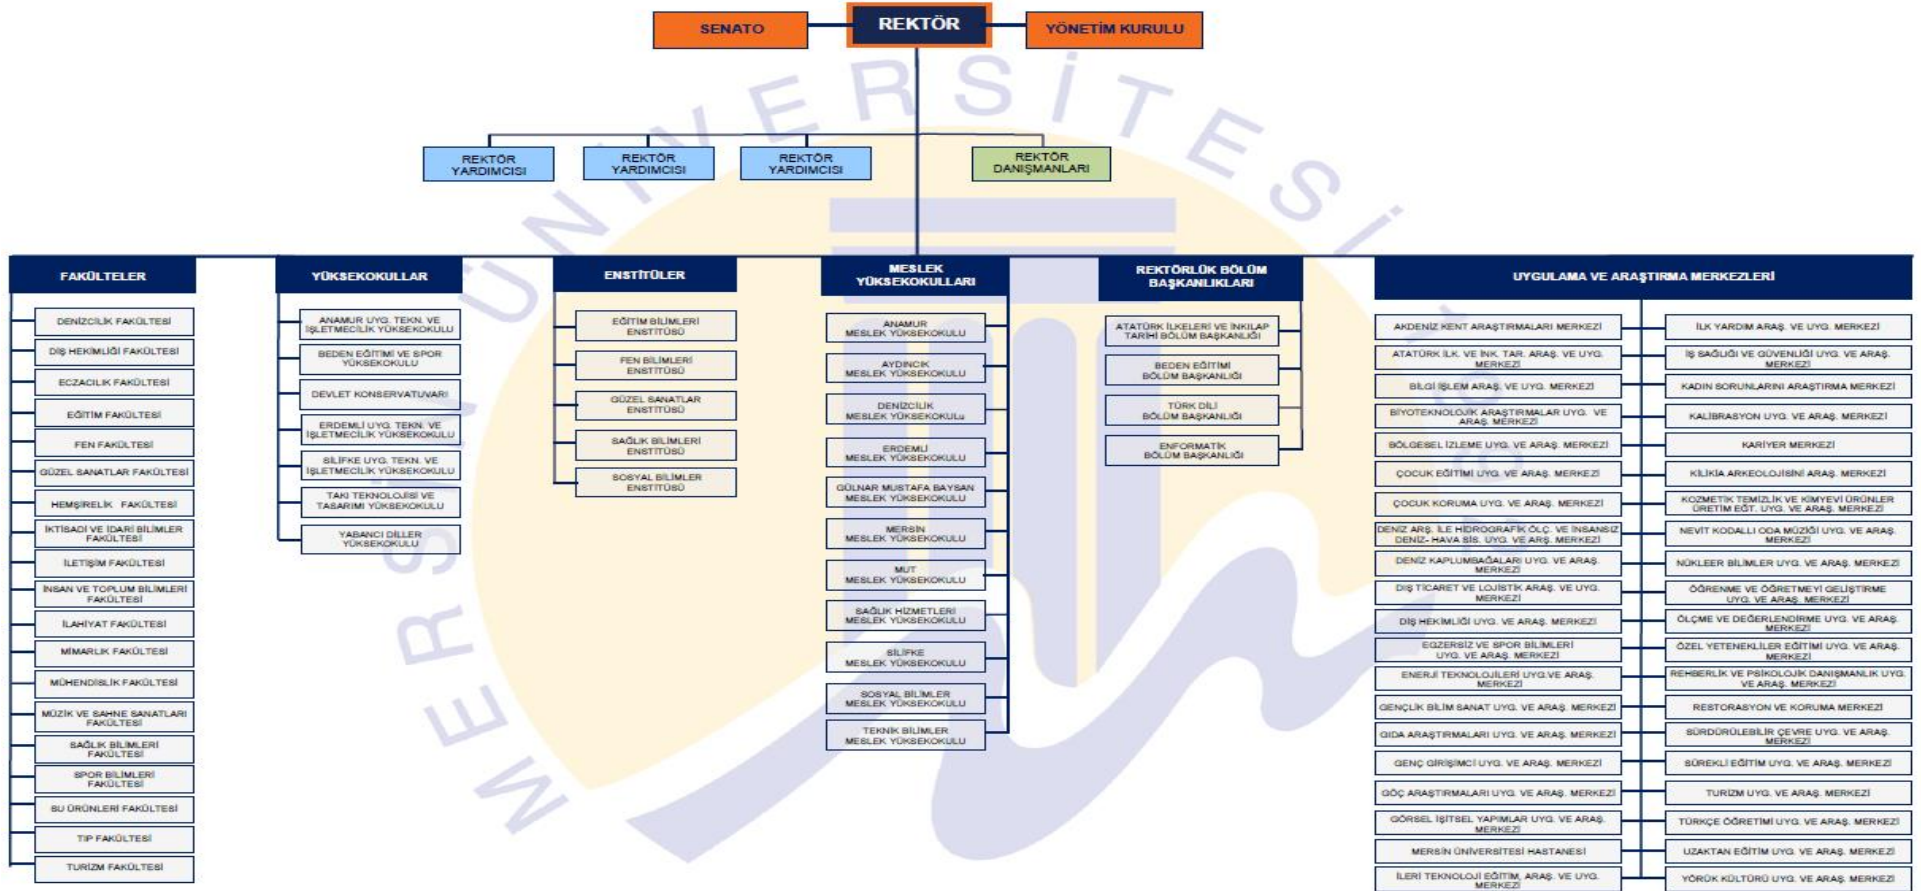 SENATO
REKTÖR
YÖNETİM KURULU
MERSİN ÜNİVERSİTESİ
REKTÖR
YARDIMCISI
REKTÖR
YARDIMCISI
REKTÖR
YARDIMCISI
REKTÖR
DANIŞMANLARI
FAKÜLTELER
DENİZCİLİK FAKÜLTESİ
DİŞ HEKİMLİĞİ FAKÜLTESİ
ECZACILIK FAKÜLTESİ
EĞİTİM FAKÜLTESİ
FEN FAKÜLTESİ
GÜZEL SANATLAR FAKÜLTESİ
HEMŞİRELİK FAKÜLTESİ
İKTİSADİ VE İDARİ BİLİMLER
FAKÜLTESİ
İLETİŞİM FAKÜLTESİ
İNSAN VE TOPLUM BİLİMLERİ
FAKÜLTESİ
İLAHİYAT FAKÜLTESİ
MİMARLIK FAKÜLTESİ
MÜHENDİSLİK FAKÜLTESİ
MÜZİK VE SAHNE SANATLARI
FAKÜLTESİ
SAĞLIK BİLİMLERİ
FAKÜLTESİ
SPOR BİLİMLERİ
FAKÜLTESİ
SU ÜRÜNLERİ FAKÜLTESİ
TIP FAKÜLTESİ
TURİZM FAKÜLTESİ
YÜKSEKOKULLAR
ANAMUR UYG. TEKN. VE
İŞLETMECİLİK YÜKSEKOKULU
BEDEN EĞİTİMİ VE SPOR
YÜKSEKOKULU
DEVLET KONSERVATUVARI
ERDEMLİ UYG. TEKN. VE
İŞLETMECİLİK YÜKSEKOKULU
SİLİFKE UYG. TEKN. VE
İŞLETMECİLİK YÜKSEKOKULU
TAKI TEKNOLOJİSİ VE
TASARIMI YÜKSEKOKULU
YABANCI DİLLER
YÜKSEKOKULU
ENSTİTÜLER
EĞİTİM BİLİMLERİ
ENSTİTÜSÜ
FEN BİLİMLERİ
ENSTİTÜSÜ
GÜZEL SANATLAR
ENSTİTÜSÜ
SAĞLIK BİLİMLERİ
ENSTİTÜSÜ
SOSYAL BİLİMLER
ENSTİTÜSÜ
MESLEK
YÜKSEKOKULLARI
ANAMUR
MESLEK YÜKSEKOKULU
AYDINCIK
MESLEK YÜKSEKOKULU
DENİZCİLİK
MESLEK YÜKSEKOKULu
ERDEMLİ
MESLEK YÜKSEKOKULU
GÜLNAR MUSTAFA BAYSAN
MESLEK YÜKSEKOKULU
MERSİN
MESLEK YÜKSEKOKULU
MUT
MESLEK YÜKSEKOKULU
SAĞLIK HİZMETLERİ
MESLEK YÜKSEKOKULU
SİLİFKE
MESLEK YÜKSEKOKULU
SOSYAL BİLİMLER
MESLEK YÜKSEKOKULU
TEKNİK BİLİMLER
MESLEK YÜKSEKOKULU
REKTÖRLÜK BÖLÜM
BAŞKANLIKLARI
ATATÜRK İLKELERİ VE İNKILAP
TARİHİ BÖLÜM BAŞKANLIĞI
BEDEN EĞİTİMİ
BÖLÜM BAŞKANLIĞI
TÜRK DİLİ
BÖLÜM BAŞKANLIĞI
ENFORMATİK
BÖLÜM BAŞKANLIĞI
UYGULAMA VE ARAŞTIRMA MERKEZLERİ
AKDENİZ KENT ARAŞTIRMALARI MERKEZİ
ATATÜRK İLK. VE İNK. TAR. ARAŞ. VE UYG.
MERKEZİ
BİLGİ İŞLEM ARAŞ. VE UYG. MERKEZİ
BİYOTEKNOLOJİK ARAŞTIRMALAR UYG. VE
ARAŞ. MERKEZİ
BÖLGESEL İZLEME UYG. VE ARAŞ. MERKEZİ
ÇOCUK EĞİTİMİ UYG. VE ARAŞ. MERKEZİ
ÇOCUK KORUMA UYG. VE ARAŞ. MERKEZİ
DENİZ ARŞ. İLE HİDROGRAFİK ÖLÇ. VE İNSANSIZ
DENİZ- HAVA SİS. UYG. VE ARŞ. MERKEZİ
DENİZ KAPLUMBAĞALARI UYG. VE ARAŞ.
MERKEZİ
DIŞ TİCARET VE LOJİSTİK ARAŞ. VE UYG.
MERKEZİ
DİŞ HEKİMLİĞİ UYG. VE ARAŞ. MERKEZİ
EGZERSİZ VE SPOR BİLİMLERİ
UYG. VE ARAŞ. MERKEZİ
ENERJİ TEKNOLOJİLERİ UYG.VE ARAŞ.
MERKEZİ
GENÇLİK BİLİM SANAT UYG. VE ARAŞ. MERKEZİ
GIDA ARAŞTIRMALARI UYG. VE ARAŞ. MERKEZİ
GENÇ GİRİŞİMCİ UYG. VE ARAŞ. MERKEZİ
GÖÇ ARAŞTIRMALARI UYG. VE ARAŞ. MERKEZİ
GÖRSEL İŞİTSEL YAPIMLAR UYG. VE ARAŞ.
MERKEZİ
MERSİN ÜNİVERSİTESİ HASTANESİ
İLERİ TEKNOLOJİ EĞİTİM, ARAŞ. VE UYG.
MERKEZİ
İLK YARDIM ARAŞ. VE UYG. MERKEZİ
İŞ SAĞLIĞI VE GÜVENLİĞİ UYG. VE ARAŞ.
MERKEZİ
KADIN SORUNLARINI ARAŞTIRMA MERKEZİ
KALİBRASYON UYG. VE ARAŞ. MERKEZİ
KARİYER MERKEZİ
KİLİKİA ARKEOLOJİSİNİ ARAŞ. MERKEZİ
KOZMETİK TEMİZLİK VE KİMYEVİ ÜRÜNLER
ÜRETİM EĞT. UYG. VE ARAŞ. MERKEZİ
NEVİT KODALLI ODA MÜZİĞİ UYG. VE ARAŞ.
MERKEZİ
NÜKLEER BİLİMLER UYG. VE ARAŞ. MERKEZİ
ÖĞRENME VE ÖĞRETMEYİ GELİŞTİRME
UYG. VE ARAŞ. MERKEZİ
ÖLÇME VE DEĞERLENDİRME UYG. VE ARAŞ.
MERKEZİ
ÖZEL YETENEKLİLER EĞİTİMİ UYG. VE ARAŞ.
MERKEZİ
REHBERLİK VE PSİKOLOJİK DANIŞMANLIK UYG.
VE ARAŞ. MERKEZİ
RESTORASYON VE KORUMA MERKEZİ
SÜRDÜRÜLEBİLİR ÇEVRE UYG. VE ARAŞ.
MERKEZİ
SÜREKLİ EĞİTİM UYG. VE ARAŞ. MERKEZİ
TURİZM UYG. VE ARAŞ. MERKEZİ
TÜRKÇE ÖĞRETİMİ UYG. VE ARAŞ. MERKEZİ
UZAKTAN EĞİTİM UYG. VE ARAŞ. MERKEZİ
YÖRÜK KÜLTÜRÜ UYG. VE ARAŞ. MERKEZİ